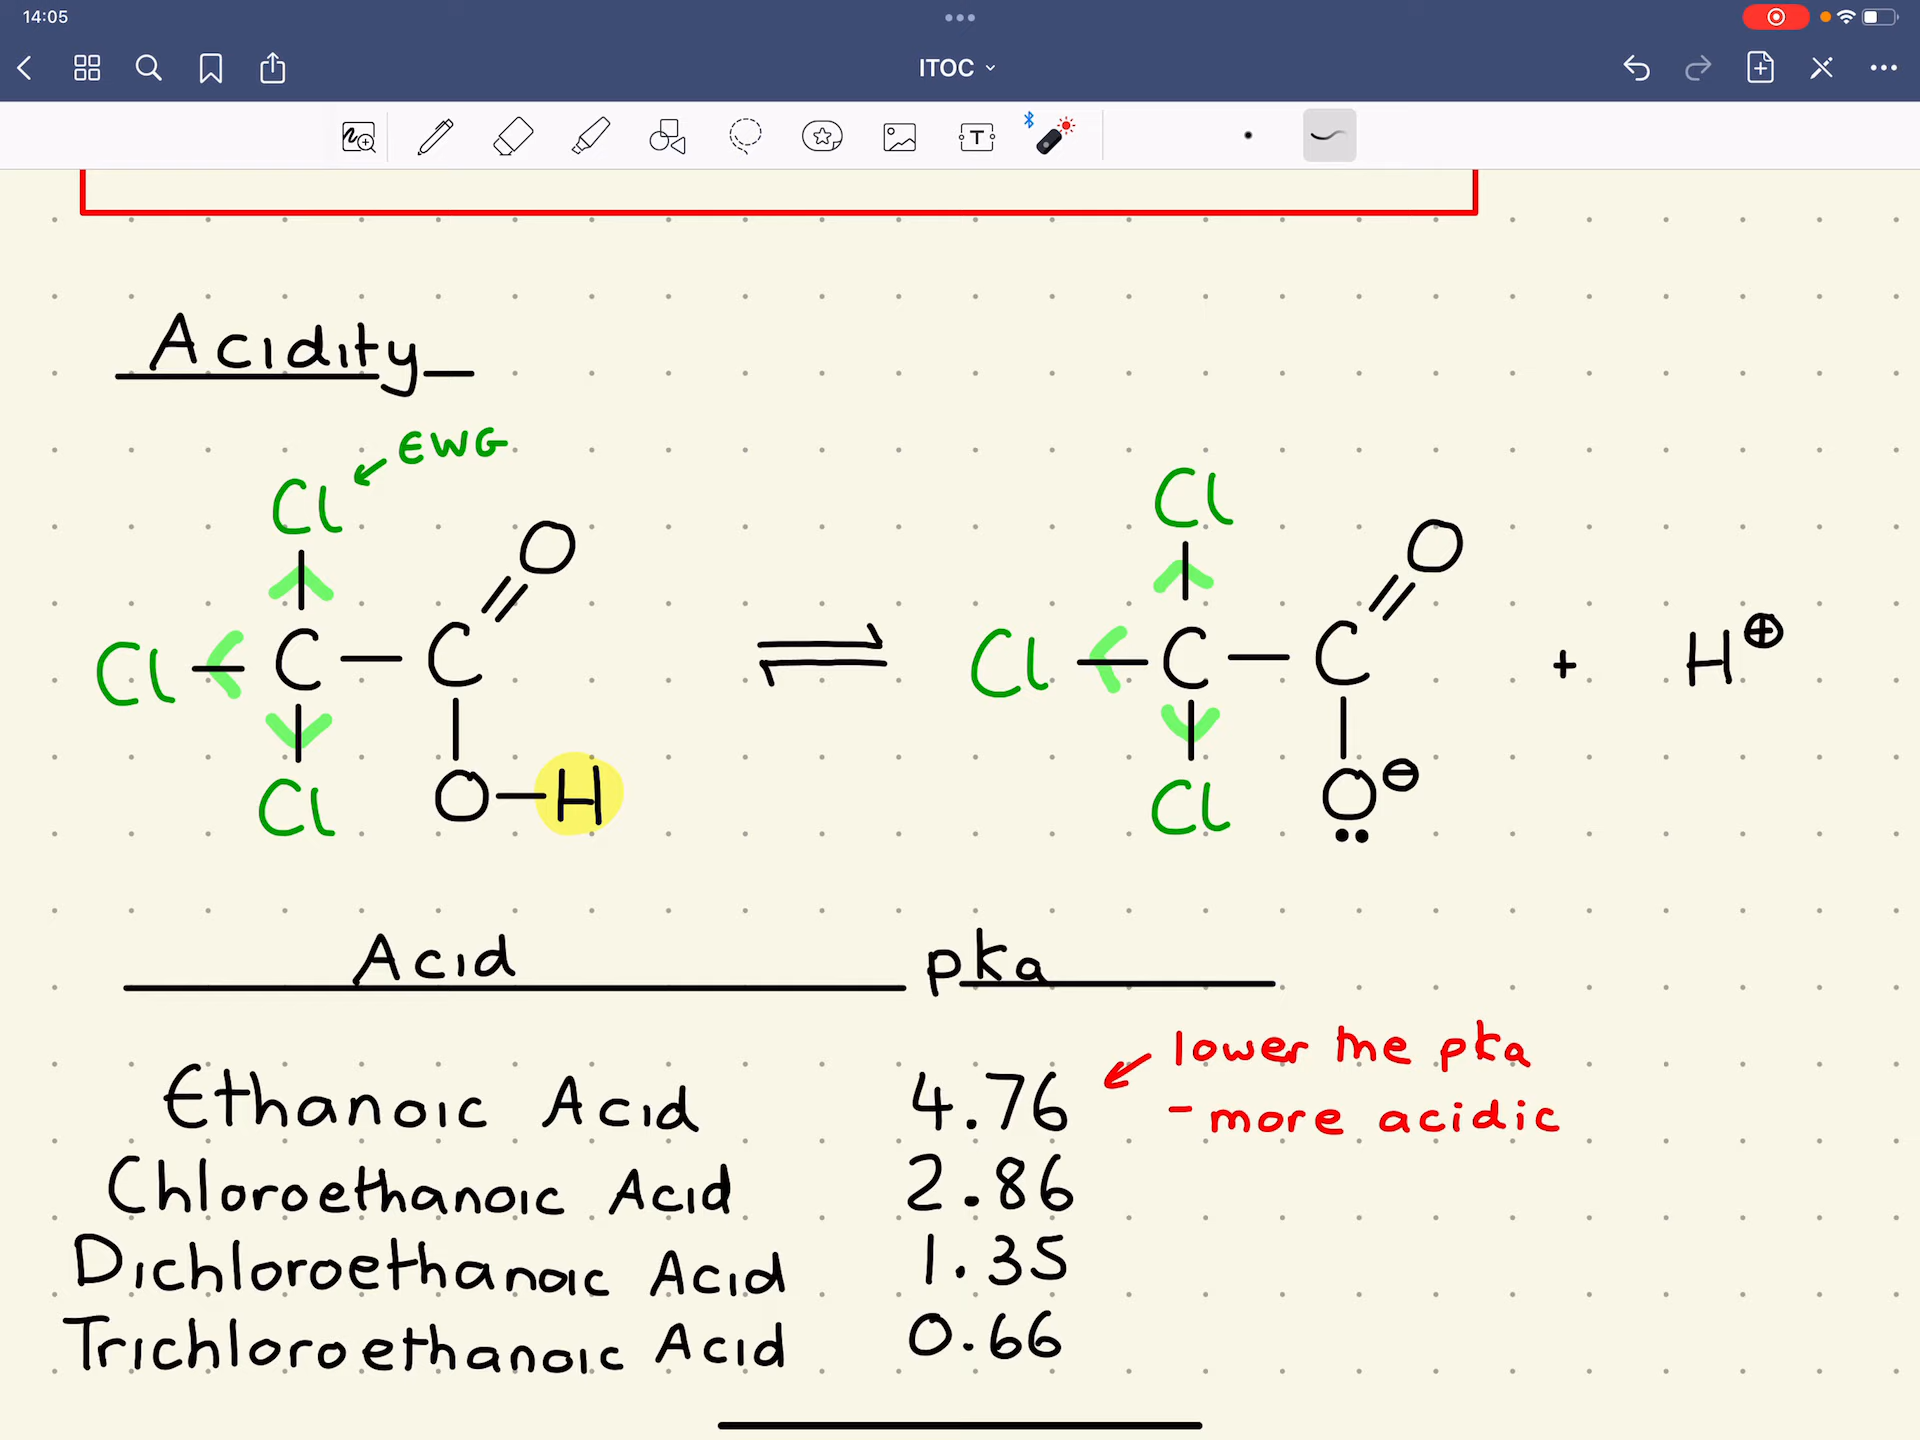 14:05
ITOC
T
Acidity
EWG
Cl Cl
O O
Cl C C ⇌ Cl C C + H⊕
Cl O H Cl O⊖
Acid pka
Ethanoic Acid 4.76
lower the pka
- more acidic
Chloroethanoic Acid 2.86
Dichloroethanoic Acid 1.35
Trichloroethanoic Acid 0.66